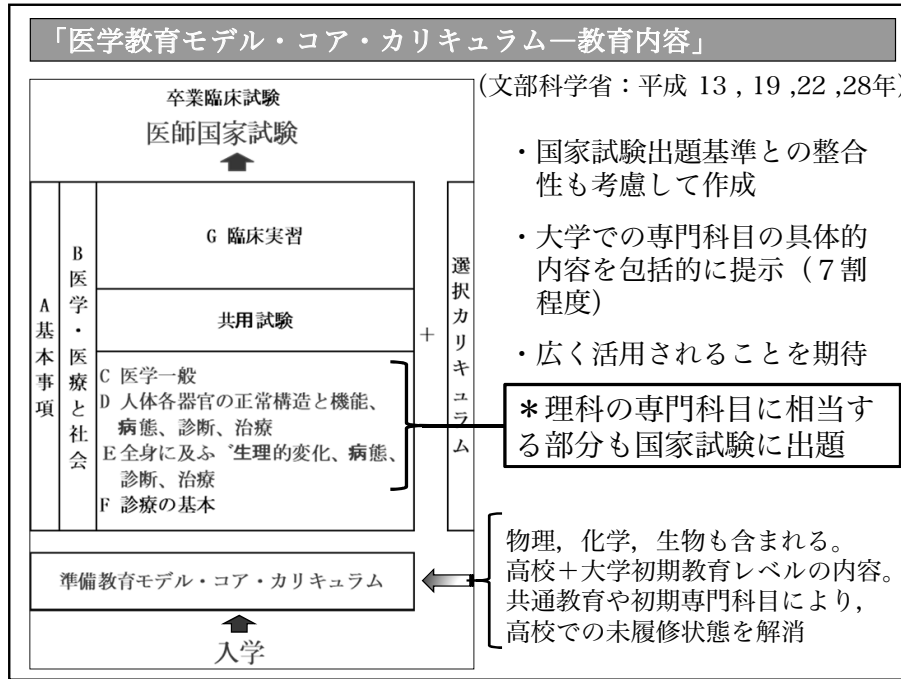 「医学教育モデル・コア・カリキュラム―教育内容」
(文部科学省：平成 13 , 19 ,22 ,28年)
卒業臨床試験
医師国家試験
A基本事項
B医学・医療と社会
G 臨床実習
共用試験
C 医学一般
D 人体各器官の正常構造と機能、
病態、診断、治療
E全身に及ぶ゛生理的変化、病態、
診断、治療
F 診療の基本
+
選択カリキュラム
準備教育モデル・コア・カリキュラム
入学
・国家試験出題基準との整合
性も考慮して作成
・大学での専門科目の具体的
内容を包括的に提示（７割
程度）
・広く活用されることを期待
＊理科の専門科目に相当す
る部分も国家試験に出題
物理，化学，生物も含まれる。
高校＋大学初期教育レベルの内容。
共通教育や初期専門科目により，
高校での未履修状態を解消